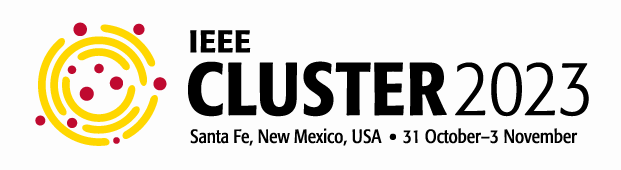 IEEE
CLUSTER 2023
Santa Fe, New Mexico, USA • 31 October–3 November